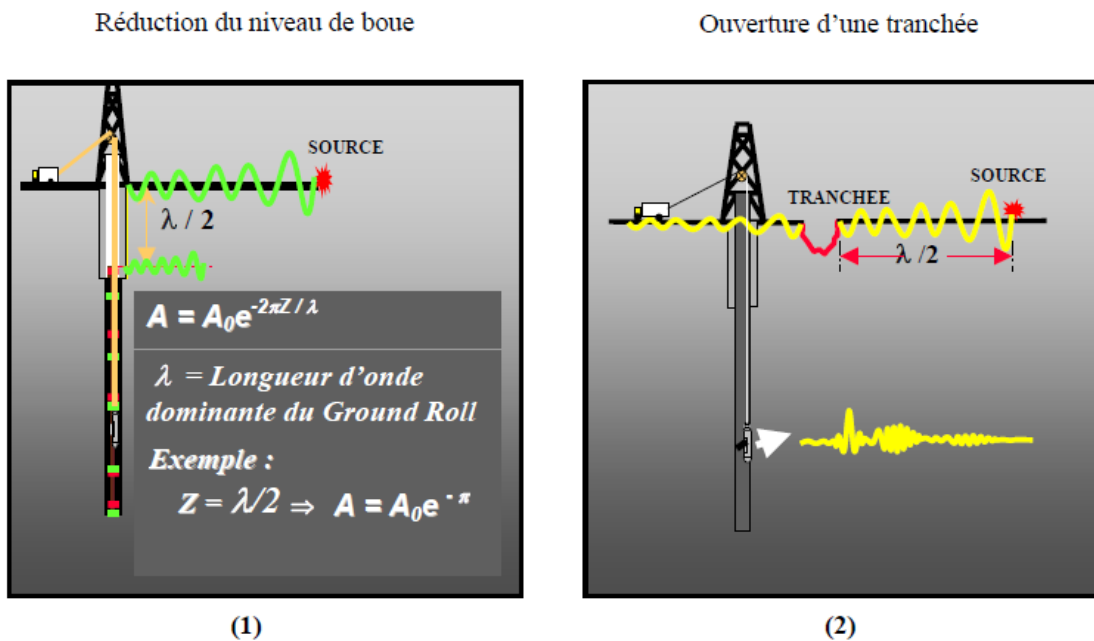 Réduction du niveau de boue
Ouverture d'une tranchée
SOURCE
λ / 2
A = A₀e^-2πZ/λ
λ = Longueur d'onde
dominante du Ground Roll
Exemple :
Z = λ/2 ⇒ A = A₀e^-π
(1)
SOURCE
TRANCHEE
λ /2
(2)